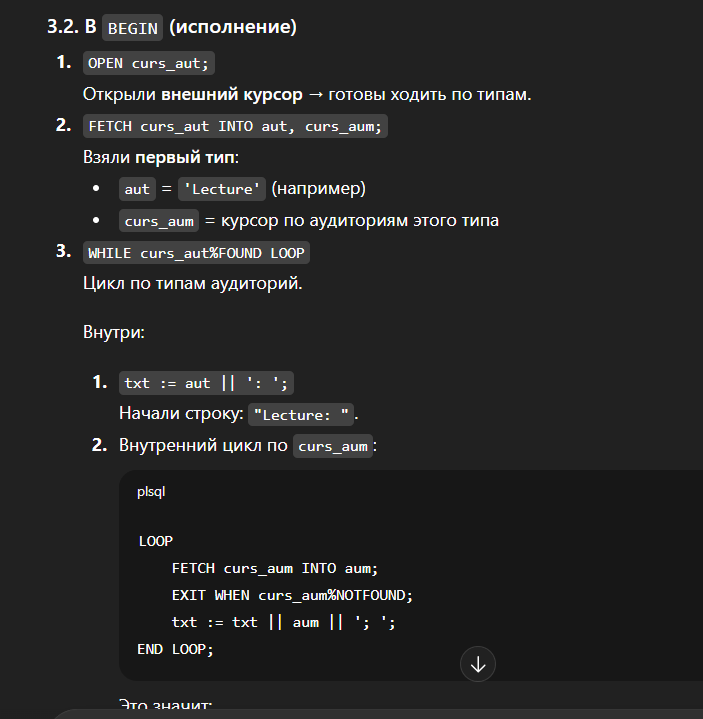 3.2. В BEGIN (исполнение)
1. OPEN curs_aut;
Открыли внешний курсор → готовы ходить по типам.
2. FETCH curs_aut INTO aut, curs_aum;
Взяли первый тип:
• aut = 'Lecture' (например)
• curs_aum = курсор по аудиториям этого типа
3. WHILE curs_aut%FOUND LOOP
Цикл по типам аудиторий.
Внутри:
1. txt := aut || ': ';
Начали строку: "Lecture: ".
2. Внутренний цикл по curs_aum:
plsql
LOOP
FETCH curs_aum INTO aum;
EXIT WHEN curs_aum%NOTFOUND;
txt := txt || aum || '; ';
END LOOP;
Это значит: